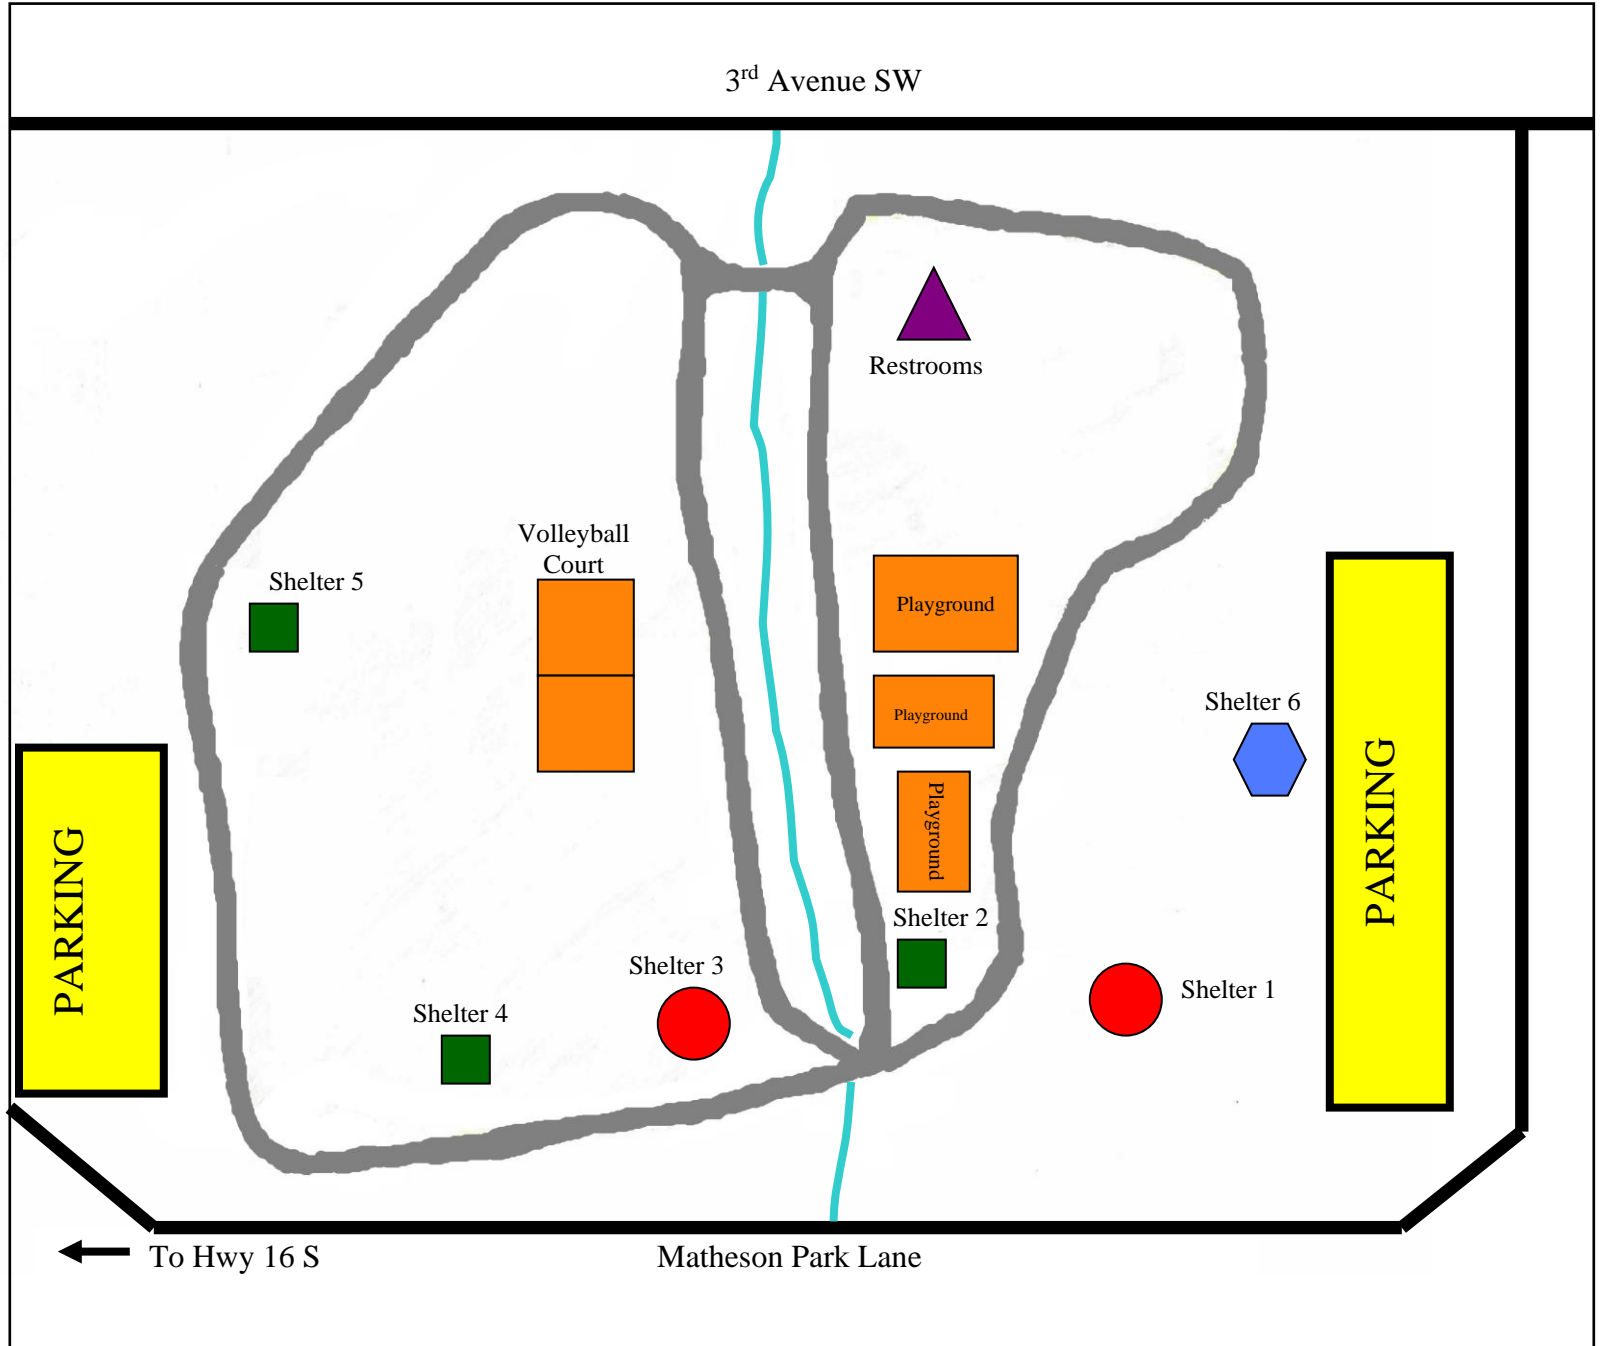 3rd Avenue SW
Restrooms
Volleyball
Court
Shelter 5
Playground
Shelter 6
Playground
PARKING
Playground
PARKING
Shelter 2
Shelter 3
Shelter 1
Shelter 4
To Hwy 16 S
Matheson Park Lane